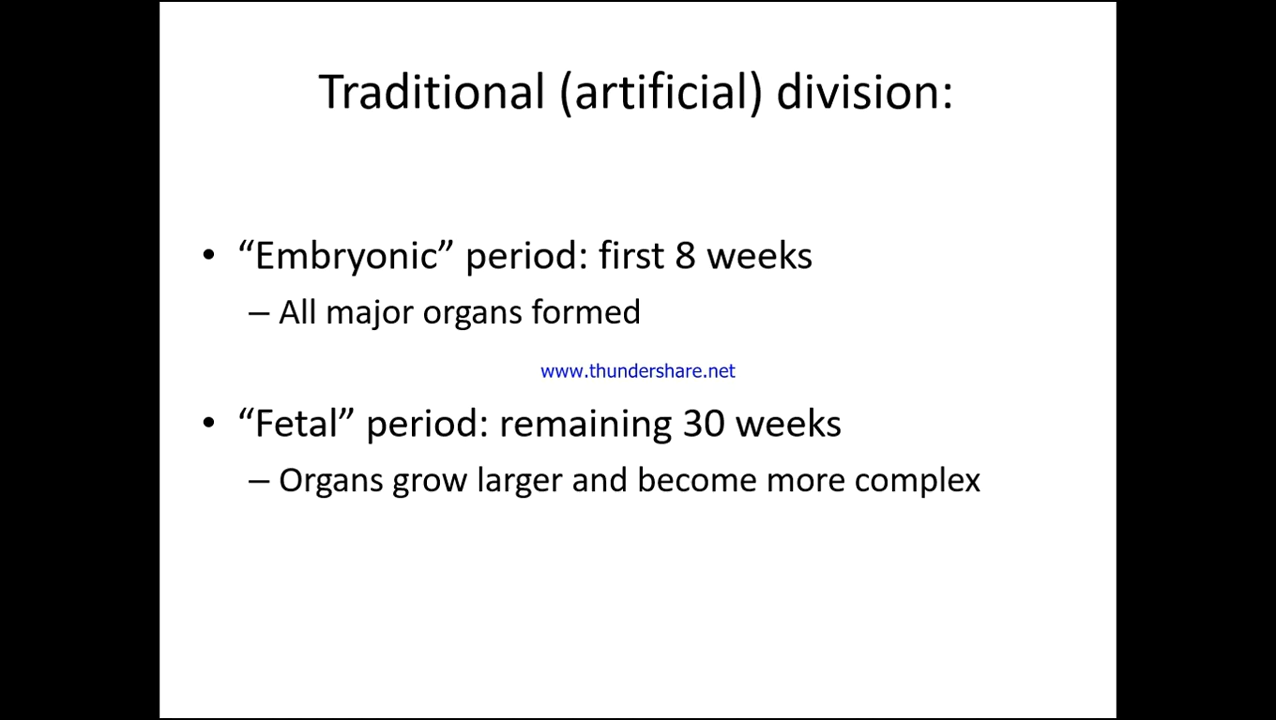 Traditional (artificial) division:
• “Embryonic” period: first 8 weeks
– All major organs formed
www.thundershare.net
• “Fetal” period: remaining 30 weeks
– Organs grow larger and become more complex